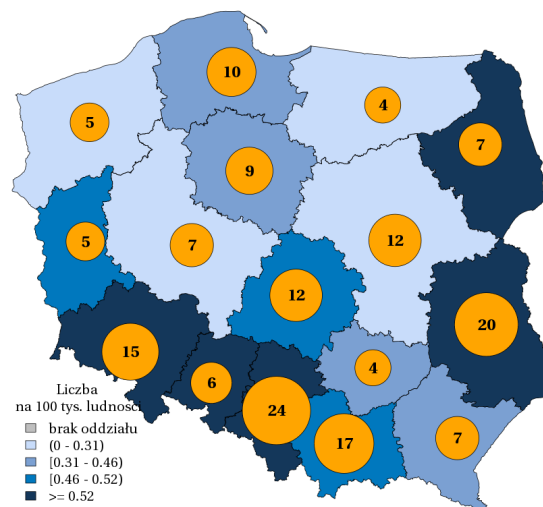 10
5
4
7
9
5
7
12
12
20
15
6
4
24
17
7
Liczba
na 100 tys. ludności
brak oddziału
(0 - 0.31)
[0.31 - 0.46)
[0.46 - 0.52)
>= 0.52